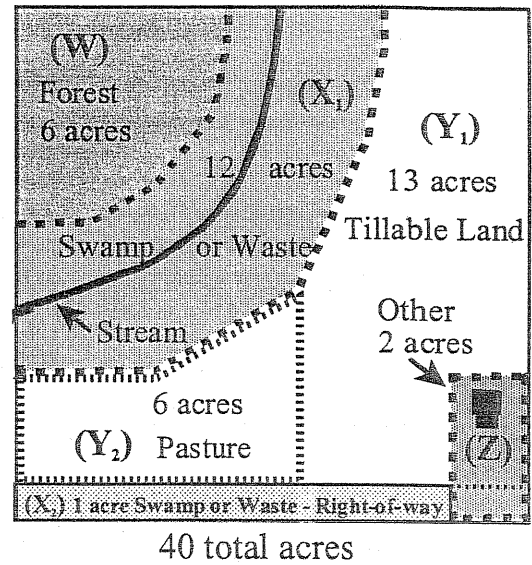 (W)
Forest
6 acres
(X₁)
12 acres
Swamp or Waste
Stream
(Y₁)
13 acres
Tillable Land
Other
2 acres
(Z)
6 acres
(Y₂) Pasture
(X₂) 1 acre Swamp or Waste - Right-of-way
40 total acres